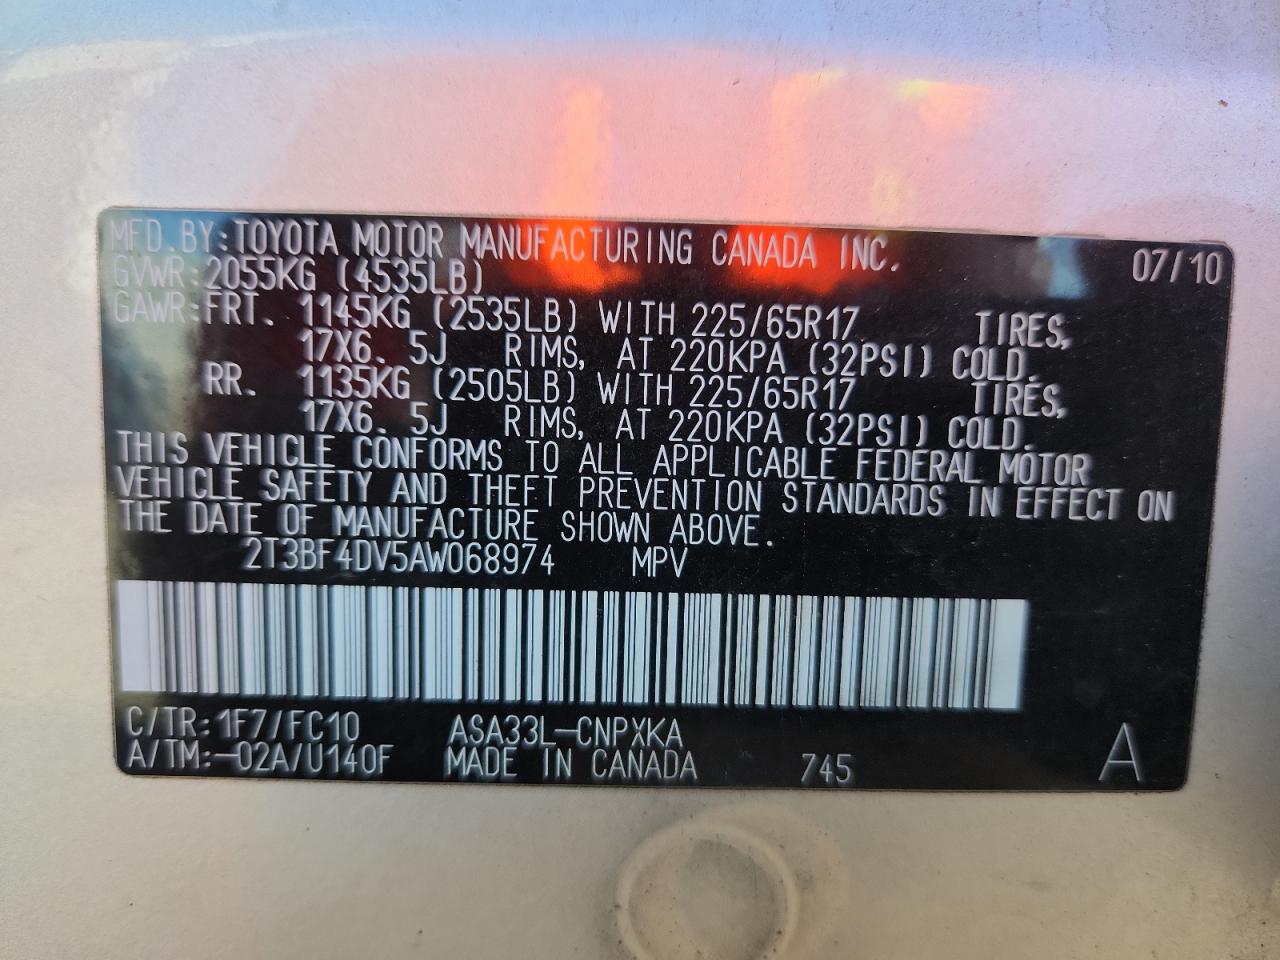 MFD.BY:TOYOTA MOTOR MANUFACTURING CANADA INC. 07/10
GVWR:2055KG (4535LB)
GAWR:FRT. 1145KG (2535LB) WITH 225/65R17 TIRES,
17X6. 5J RIMS, AT 220KPA (32PSI) COLD.
RR. 1135KG (2505LB) WITH 225/65R17 TIRES,
17X6. 5J RIMS, AT 220KPA (32PSI) COLD.
THIS VEHICLE CONFORMS TO ALL APPLICABLE FEDERAL MOTOR
VEHICLE SAFETY AND THEFT PREVENTION STANDARDS IN EFFECT ON
THE DATE OF MANUFACTURE SHOWN ABOVE.
2T3BF4DV5AW068974 MPV
C/TR:1F7/FC10 ASA33L-CNPXKA
A/TM:-02A/U140F MADE IN CANADA 745 A